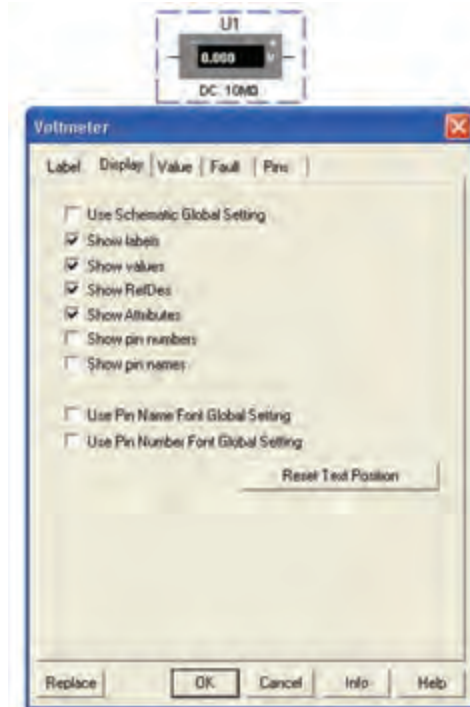 U1
0.000 V
DC 10MΩ
Voltmeter
Label Display Value Fault Pins
Use Schematic Global Setting
Show labels
Show values
Show RefDes
Show Attributes
Show pin numbers
Show pin names
Use Pin Name Font Global Setting
Use Pin Number Font Global Setting
Reset Text Position
Replace OK Cancel Info Help